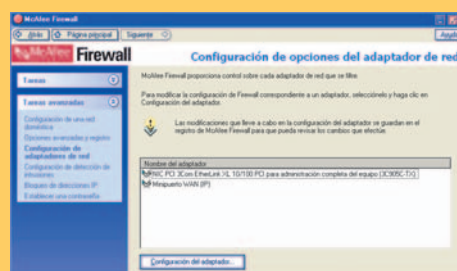 McAfee Firewall
Atrás
Página principal
Siguiente
Ayuda
McAfee Firewall
Configuración de opciones del adaptador de red
Tareas
Tareas avanzadas
Configuración de una red
doméstica
Opciones avanzadas y registro
Configuración de
adaptadores de red
Configuración de detección de
intrusiones
Bloqueo de direcciones IP
Establecer una contraseña
McAfee Firewall proporciona control sobre cada adaptador de red que se filtre.
Para modificar la configuración de Firewall correspondiente a un adaptador, selecciónelo y haga clic en
Configuración del adaptador.
Las modificaciones que lleve a cabo en la configuración del adaptador se guardan en el
registro de McAfee Firewall para que pueda revisar los cambios que efectúe.
Nombre del adaptador
NIC PCI 3Com EtherLink XL 10/100 PCI para administración completa del equipo (3C905C-TX)
Minipuerto WAN (IP)
Configuración del adaptador...